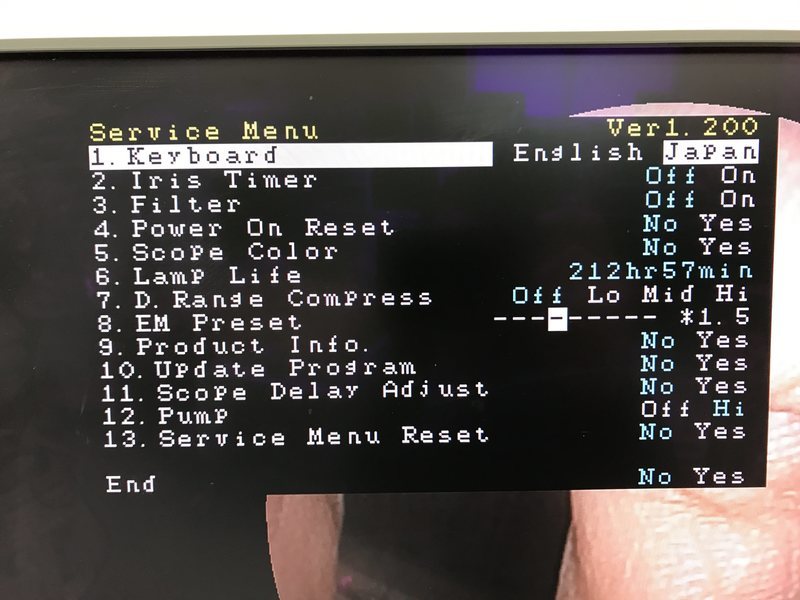 Service Menu Ver1.200
1. Keyboard English Japan
2. Iris Timer Off On
3. Filter Off On
4. Power On Reset No Yes
5. Scope Color No Yes
6. Lamp Life 212hr57min
7. D. Range Compress Off Lo Mid Hi
8. EM Preset ---------- *1.5
9. Product Info. No Yes
10. Update Program No Yes
11. Scope Delay Adjust No Yes
12. Pump Off Hi
13. Service Menu Reset No Yes
End No Yes